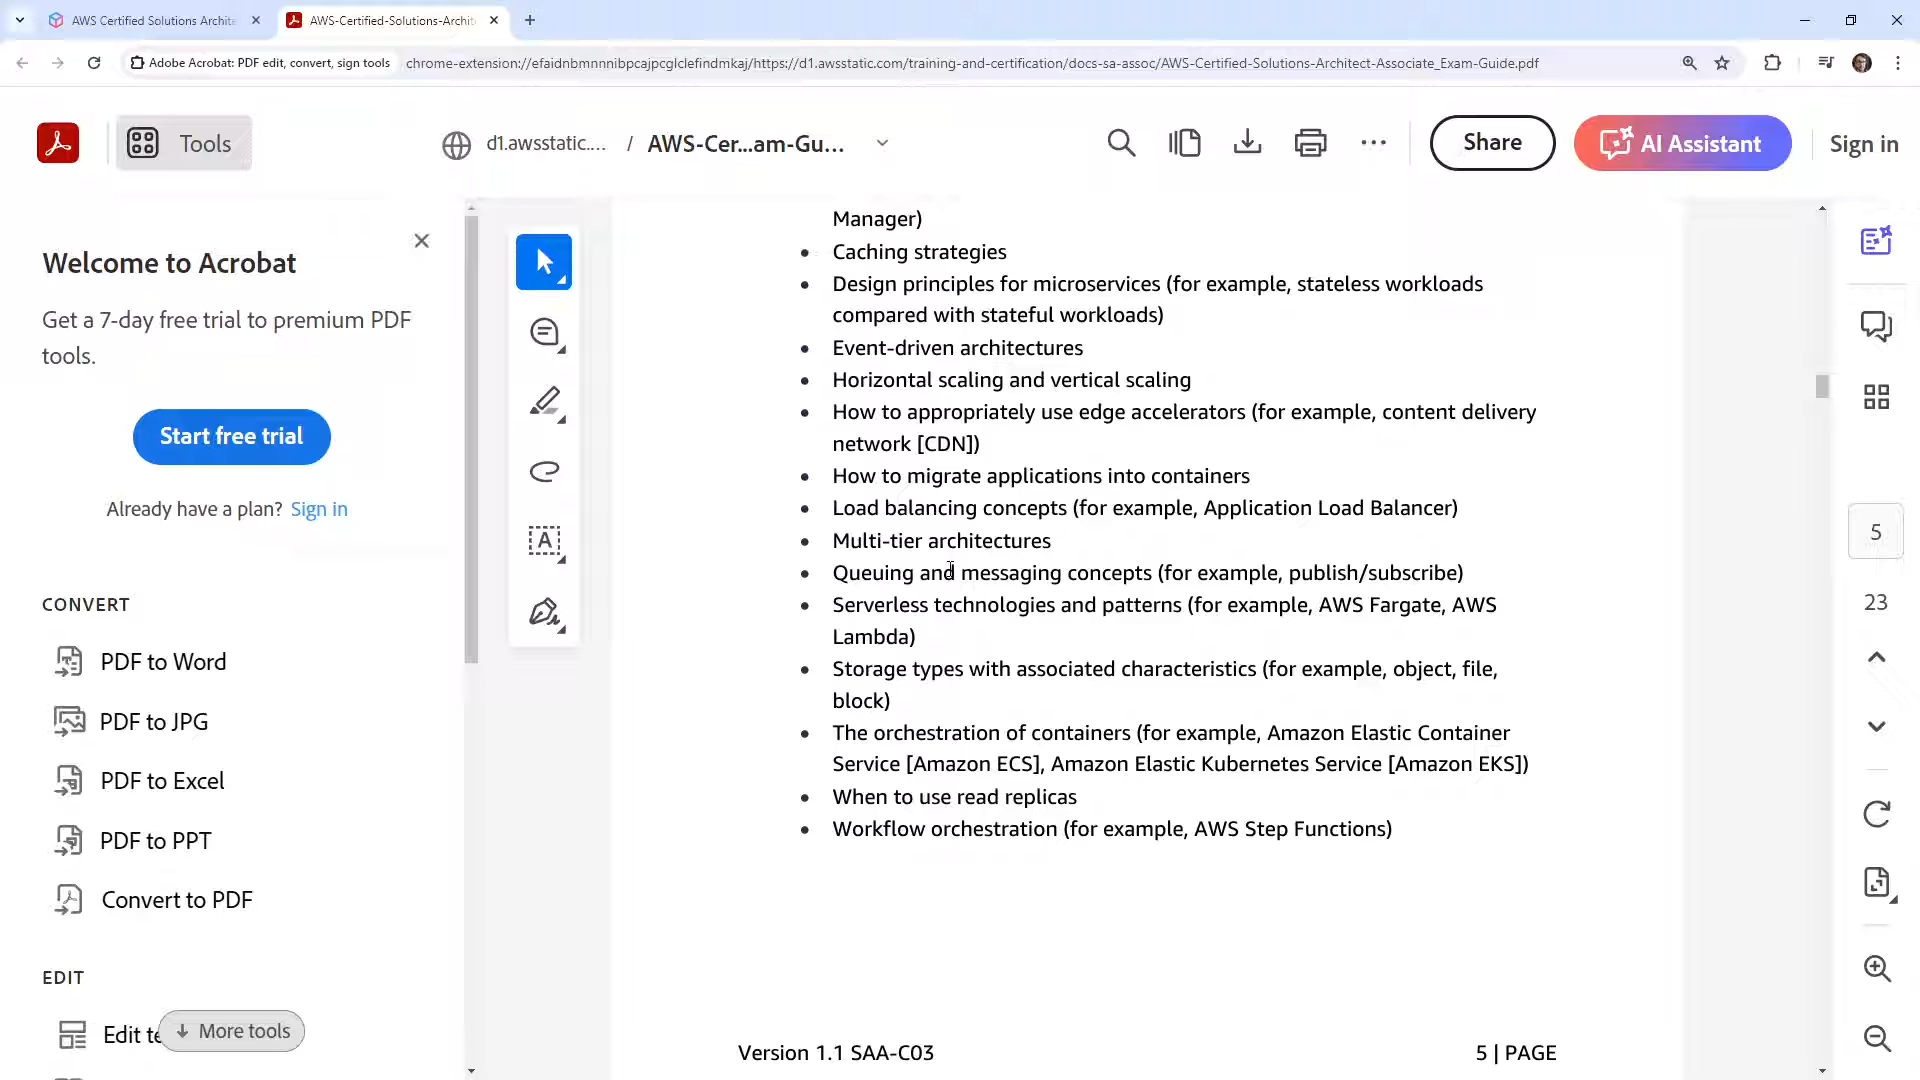 AWS Certified Solutions Archite
AWS-Certified-Solutions-Archit
Adobe Acrobat: PDF edit, convert, sign tools
chrome-extension://efaidnbmnnnibpcajpcglclefindmkaj/https://d1.awsstatic.com/training-and-certification/docs-sa-assoc/AWS-Certified-Solutions-Architect-Associate_Exam-Guide.pdf
Tools
d1.awsstatic.... / AWS-Cer...am-Gu...
Share
AI Assistant
Sign in
Welcome to Acrobat
Get a 7-day free trial to premium PDF
tools.
Start free trial
Already have a plan? Sign in
CONVERT
PDF to Word
PDF to JPG
PDF to Excel
PDF to PPT
Convert to PDF
EDIT
Edit te
More tools
A
Manager)
• Caching strategies
• Design principles for microservices (for example, stateless workloads
compared with stateful workloads)
• Event-driven architectures
• Horizontal scaling and vertical scaling
• How to appropriately use edge accelerators (for example, content delivery
network [CDN])
• How to migrate applications into containers
• Load balancing concepts (for example, Application Load Balancer)
• Multi-tier architectures
• Queuing and messaging concepts (for example, publish/subscribe)
• Serverless technologies and patterns (for example, AWS Fargate, AWS
Lambda)
• Storage types with associated characteristics (for example, object, file,
block)
• The orchestration of containers (for example, Amazon Elastic Container
Service [Amazon ECS], Amazon Elastic Kubernetes Service [Amazon EKS])
• When to use read replicas
• Workflow orchestration (for example, AWS Step Functions)
Version 1.1 SAA-C03
5 | PAGE
5
23